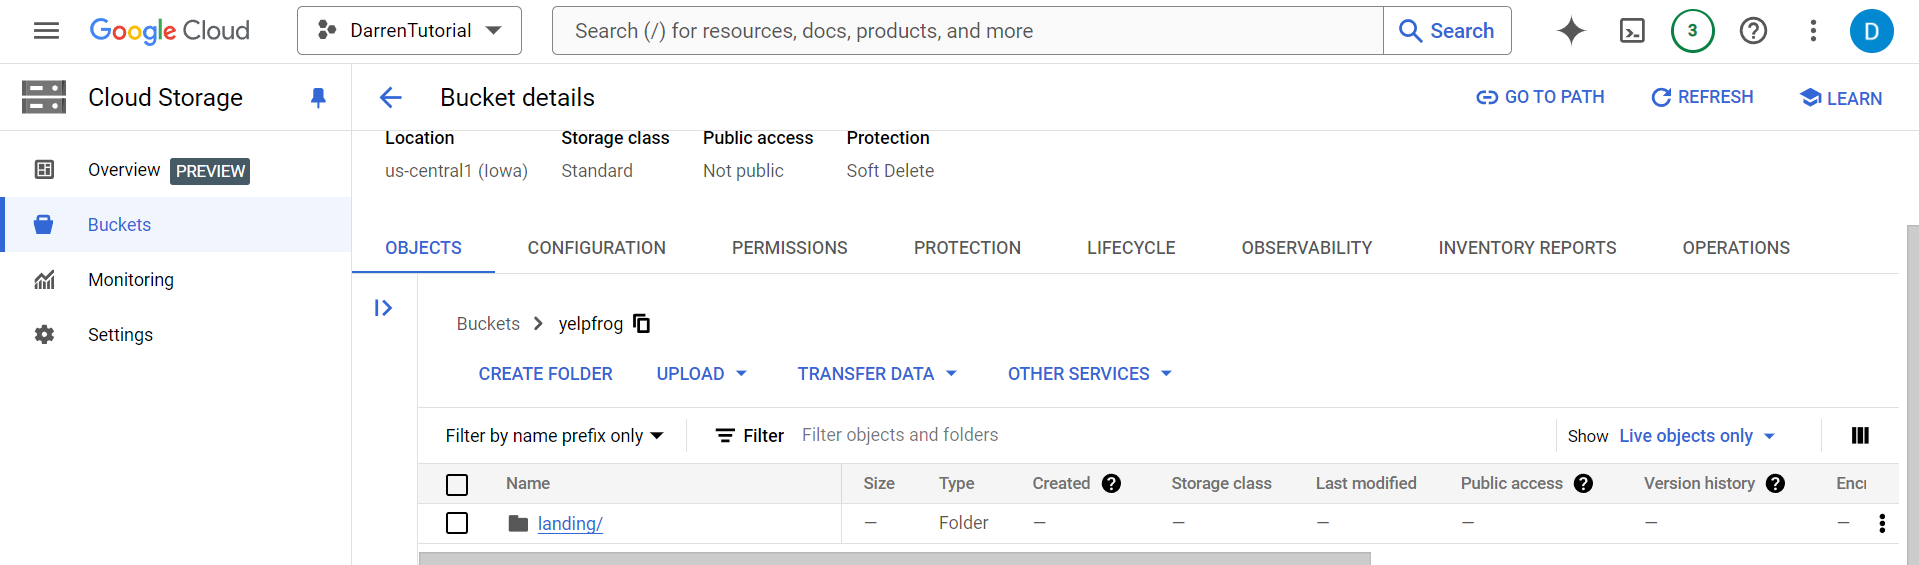 Google Cloud DarrenTutorial Search (/) for resources, docs, products, and more Search 3 D
Cloud Storage
Bucket details GO TO PATH REFRESH LEARN
Overview PREVIEW
Buckets
Monitoring
Settings
Location Storage class Public access Protection
us-central1 (Iowa) Standard Not public Soft Delete
OBJECTS CONFIGURATION PERMISSIONS PROTECTION LIFECYCLE OBSERVABILITY INVENTORY REPORTS OPERATIONS
Buckets > yelpfrog
CREATE FOLDER UPLOAD TRANSFER DATA OTHER SERVICES
Filter by name prefix only Filter Filter objects and folders Show Live objects only
Name Size Type Created Storage class Last modified Public access Version history Encr
landing/ — Folder — — — — — —